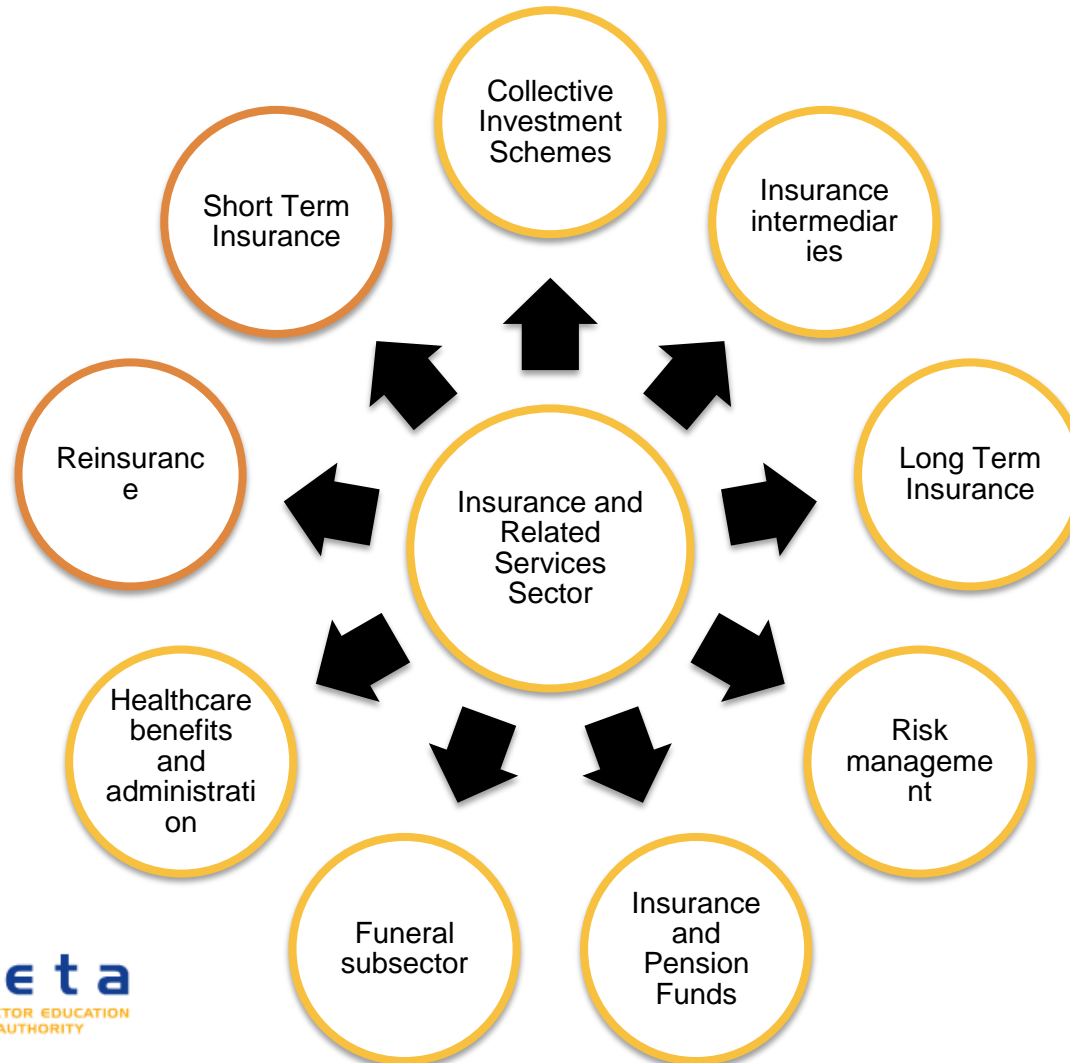 Collective
Investment
Schemes
Short Term
Insurance
Insurance
intermediar
ies
Reinsuranc
e
Insurance and
Related
Services
Sector
Long Term
Insurance
Healthcare
benefits
and
administrati
on
Risk
manageme
nt
Funeral
subsector
Insurance
and
Pension
Funds
eta
TOR EDUCATION
AUTHORITY